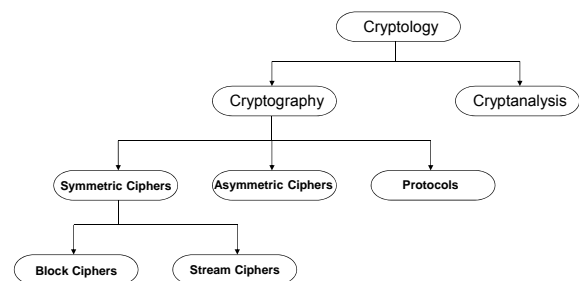 Cryptology
Cryptography
Cryptanalysis
Symmetric Ciphers
Asymmetric Ciphers
Protocols
Block Ciphers
Stream Ciphers